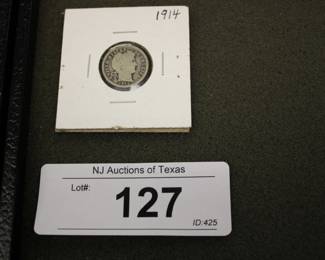 1914
NJ Auctions of Texas
Lot#:
127
ID:425